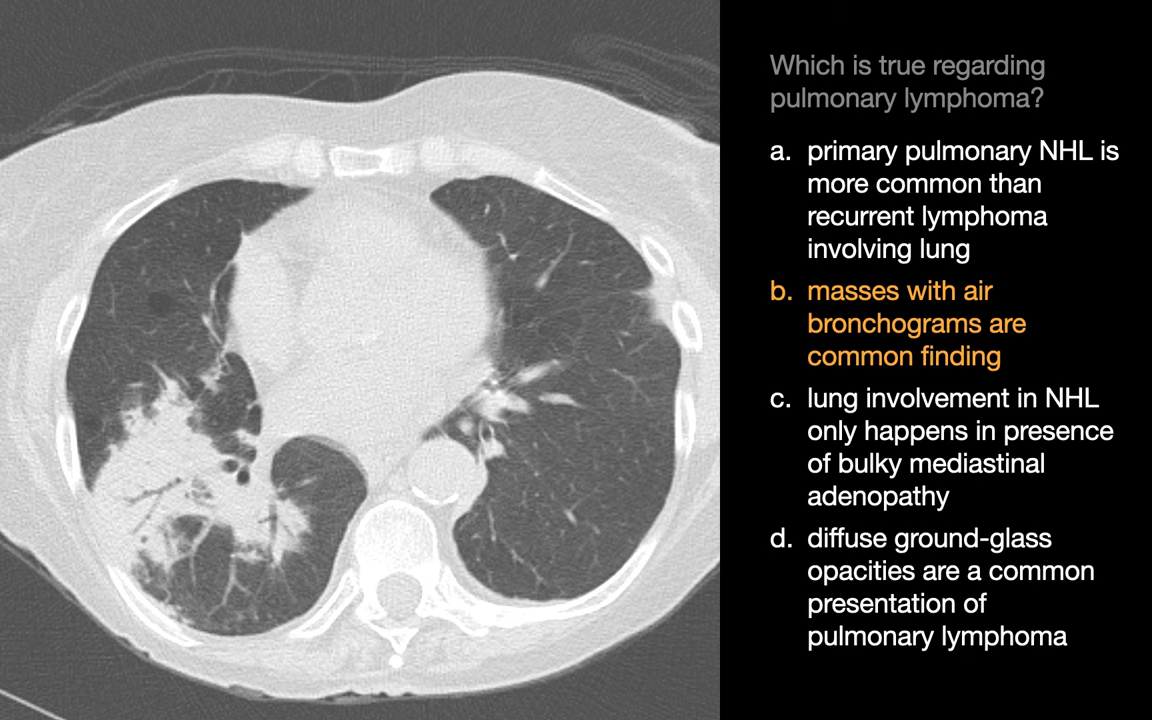 Which is true regarding
pulmonary lymphoma?
a. primary pulmonary NHL is
more common than
recurrent lymphoma
involving lung
b. masses with air
bronchograms are
common finding
c. lung involvement in NHL
only happens in presence
of bulky mediastinal
adenopathy
d. diffuse ground-glass
opacities are a common
presentation of
pulmonary lymphoma